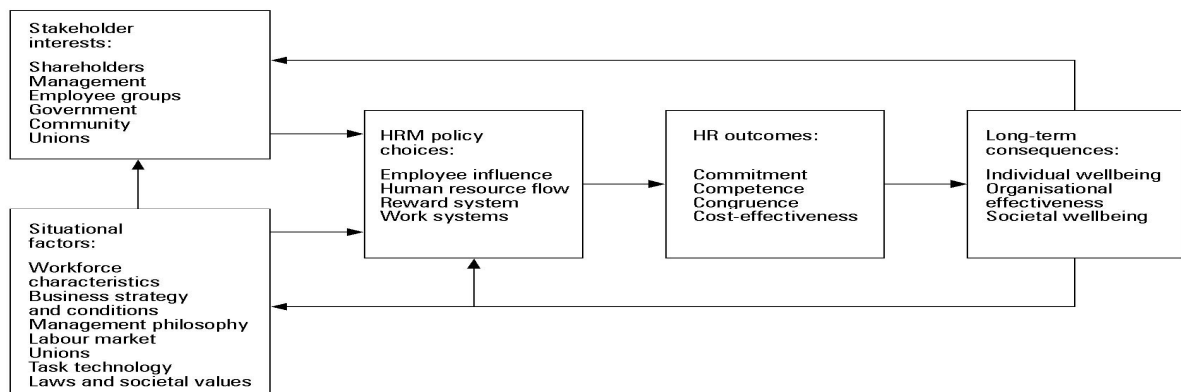 Stakeholder
interests:
Shareholders
Management
Employee groups
Government
Community
Unions
Situational
factors:
Workforce
characteristics
Business strategy
and conditions
Management philosophy
Labour market
Unions
Task technology
Laws and societal values
HRM policy
choices:
Employee influence
Human resource flow
Reward system
Work systems
HR outcomes:
Commitment
Competence
Congruence
Cost-effectiveness
Long-term
consequences:
Individual wellbeing
Organisational
effectiveness
Societal wellbeing